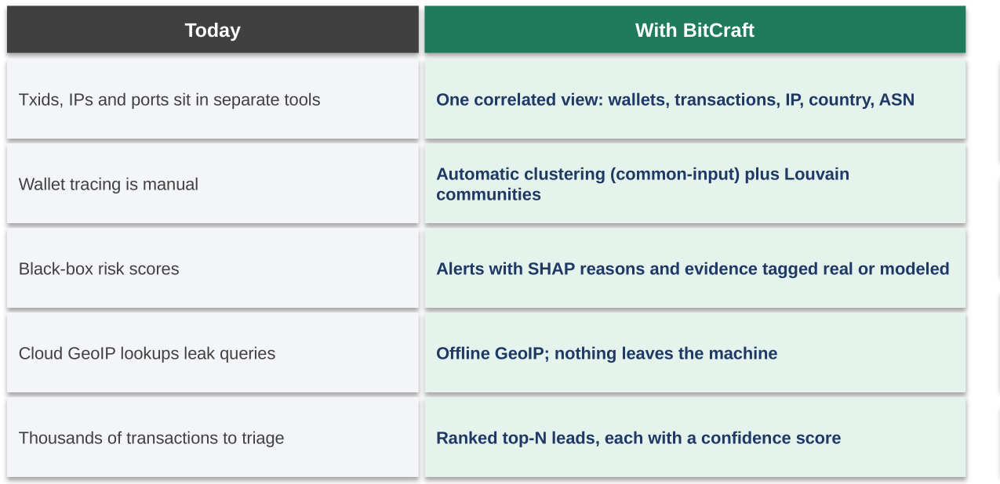 Today
With BitCraft
Txids, IPs and ports sit in separate tools
One correlated view: wallets, transactions, IP, country, ASN
Wallet tracing is manual
Automatic clustering (common-input) plus Louvain
communities
Black-box risk scores
Alerts with SHAP reasons and evidence tagged real or modeled
Cloud GeoIP lookups leak queries
Offline GeoIP; nothing leaves the machine
Thousands of transactions to triage
Ranked top-N leads, each with a confidence score